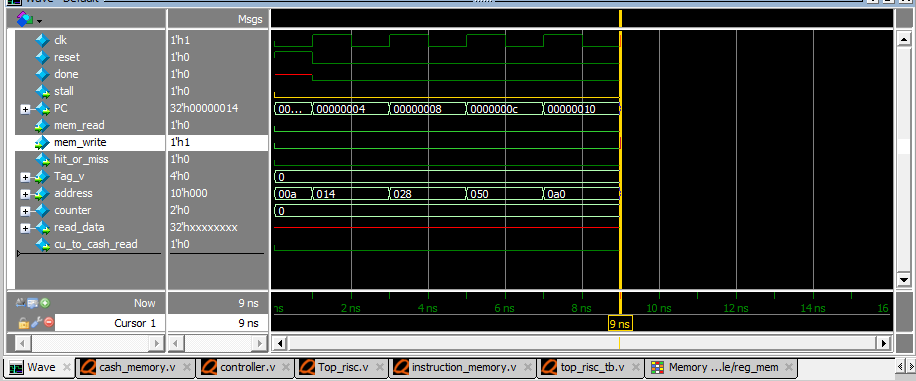 Wave - Default
Msgs
clk 1'h1
reset 1'h0
done 1'h0
stall 1'h0
PC 32'h00000014 00... 00000004 00000008 0000000c 00000010
mem_read 1'h0
mem_write 1'h1
hit_or_miss 1'h0
Tag_v 4'h0 0
address 10'h000 00a 014 028 050 0a0
counter 2'h0 0
read_data 32'hxxxxxxxx
cu_to_cash_read 1'h0
Now 9 ns ns 2 ns 4 ns 6 ns 8 ns 10 ns 12 ns 14 ns 16
Cursor 1 9 ns 9 ns
Wave cash_memory.v controller.v Top_risc.v instruction_memory.v top_risc_tb.v Memory ...le/reg_mem